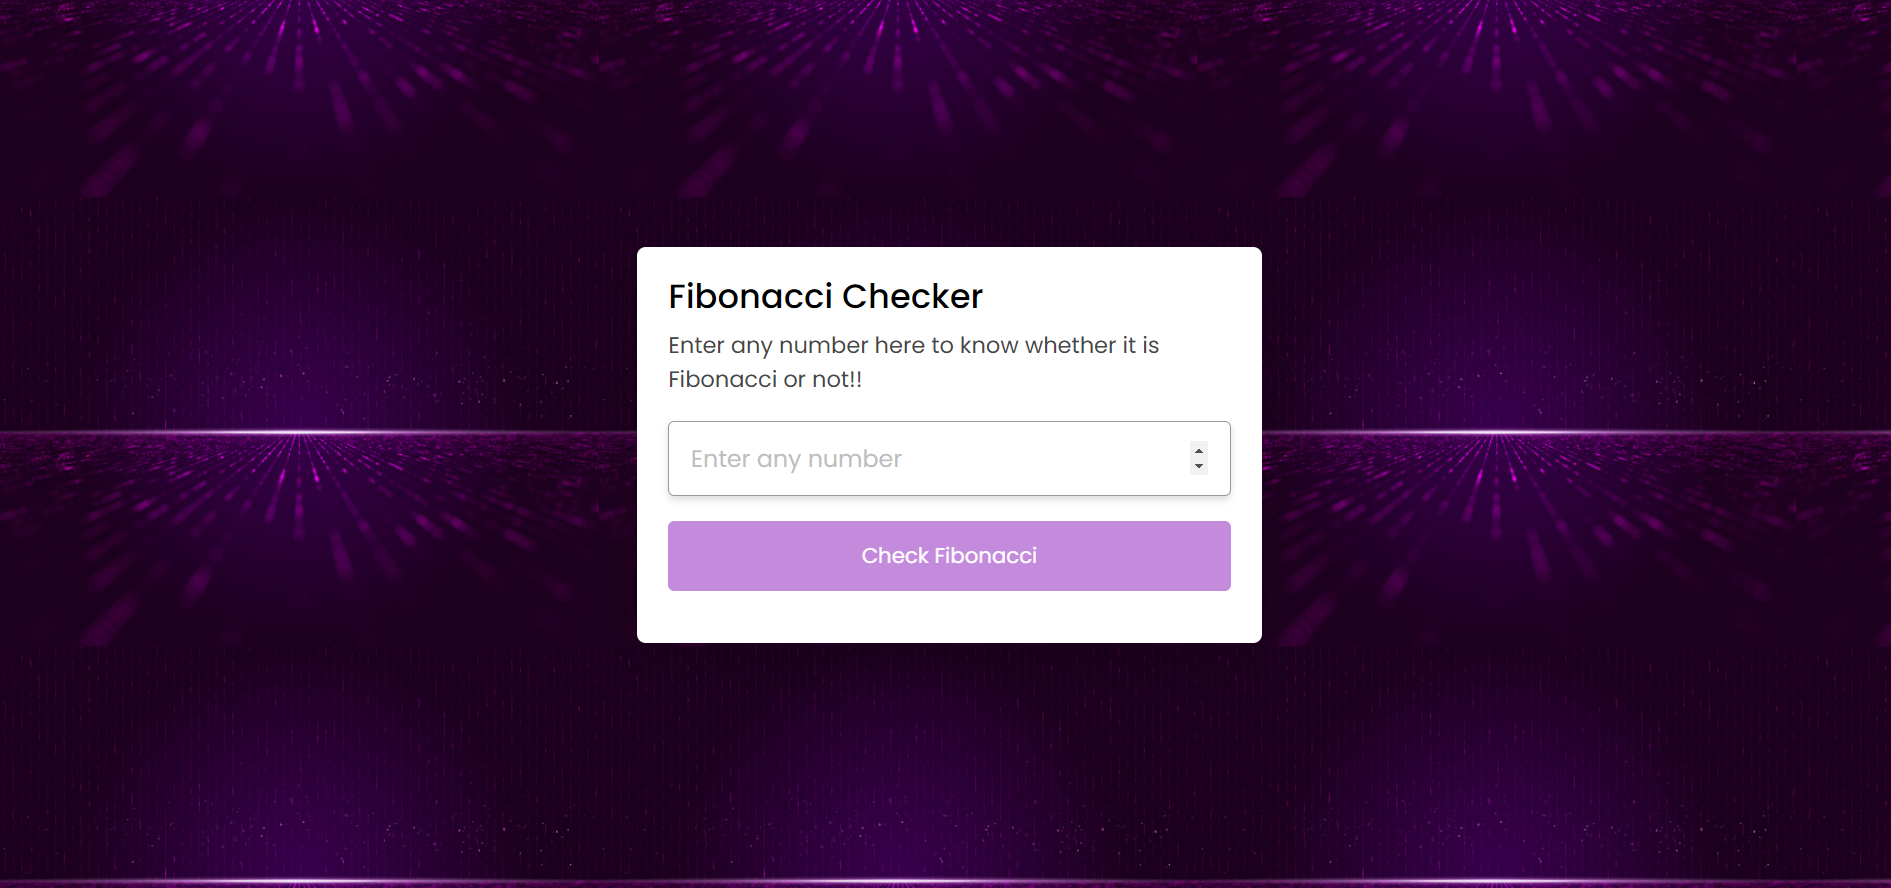 Fibonacci Checker
Enter any number here to know whether it is
Fibonacci or not!!
Enter any number
Check Fibonacci